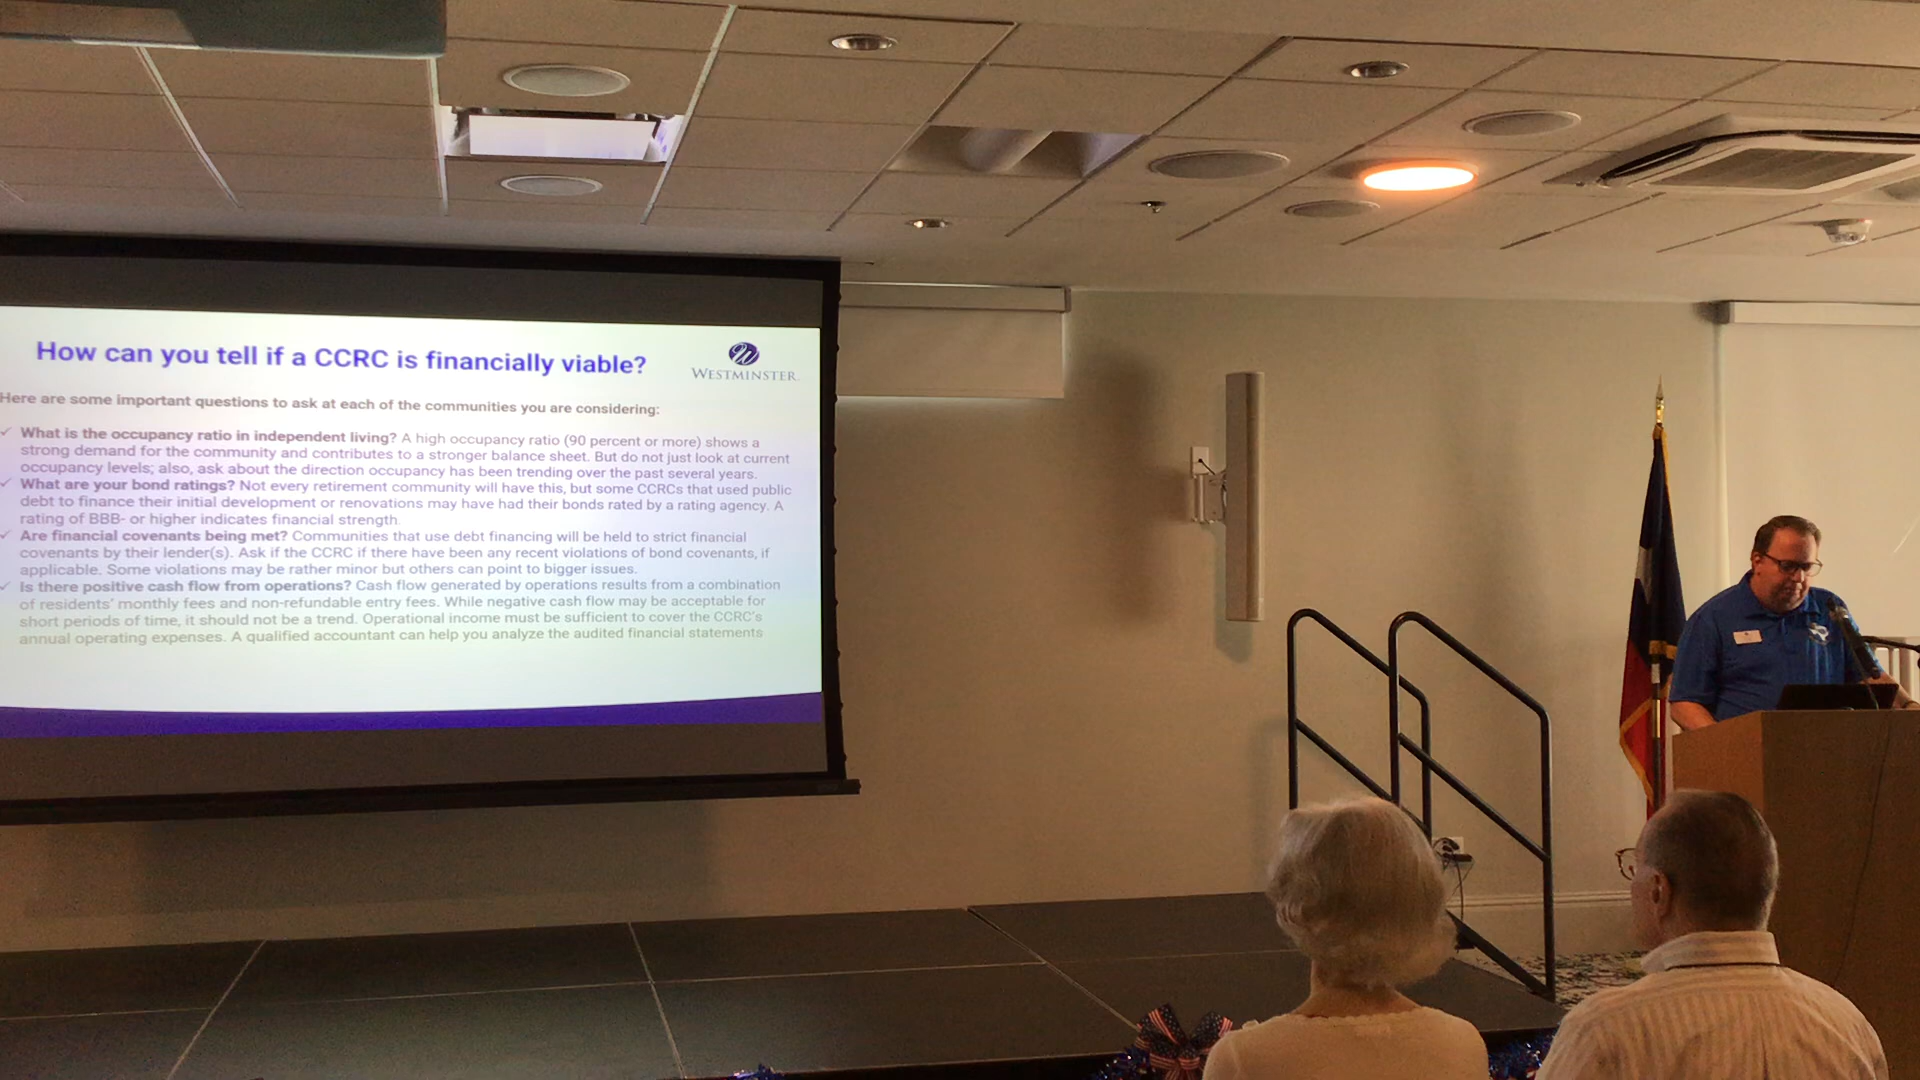 How can you tell if a CCRC is financially viable?
WESTMINSTER
Here are some important questions to ask at each of the communities you are considering:
✓ What is the occupancy ratio in independent living? A high occupancy ratio (90 percent or more) shows a
strong demand for the community and contributes to a stronger balance sheet. But do not just look at current
occupancy levels; also, ask about the direction occupancy has been trending over the past several years.
✓ What are your bond ratings? Not every retirement community will have this, but some CCRCs that used public
debt to finance their initial development or renovations may have had their bonds rated by a rating agency. A
rating of BBB- or higher indicates financial strength.
✓ Are financial covenants being met? Communities that use debt financing will be held to strict financial
covenants by their lender(s). Ask if the CCRC if there have been any recent violations of bond covenants, if
applicable. Some violations may be rather minor but others can point to bigger issues.
✓ Is there positive cash flow from operations? Cash flow generated by operations results from a combination
of residents' monthly fees and non-refundable entry fees. While negative cash flow may be acceptable for
short periods of time, it should not be a trend. Operational income must be sufficient to cover the CCRC's
annual operating expenses. A qualified accountant can help you analyze the audited financial statements